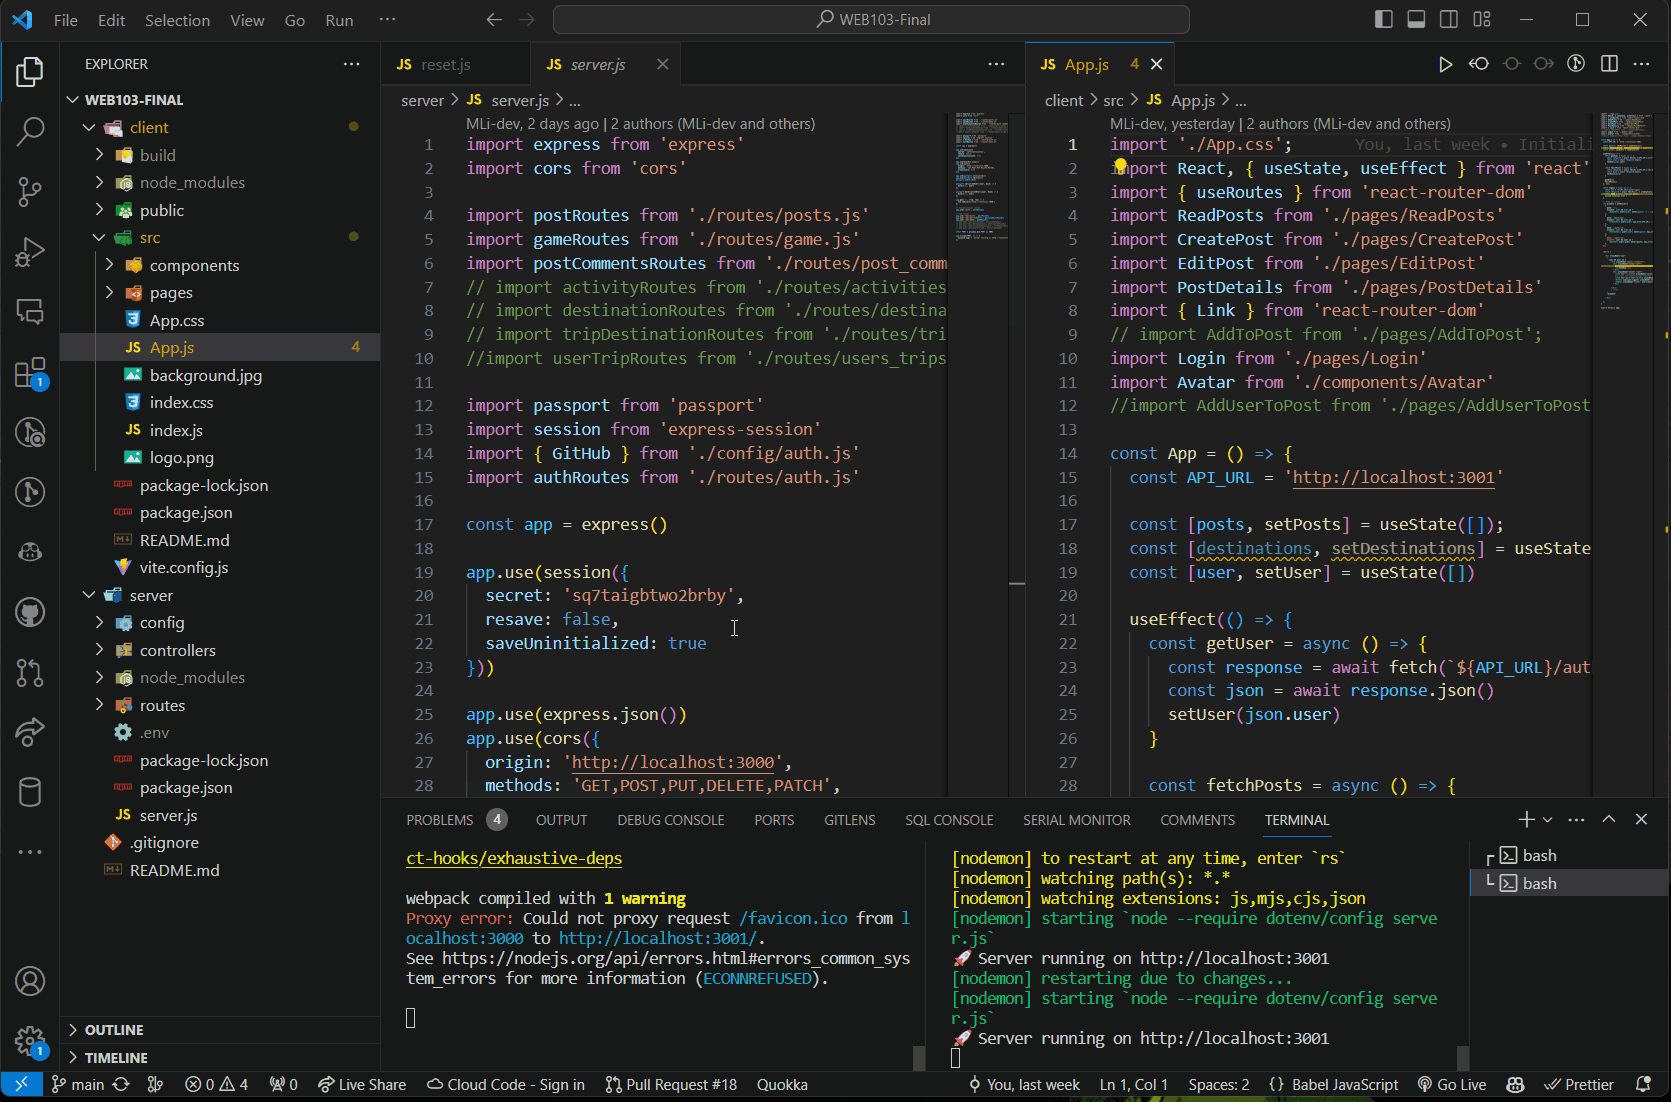 File Edit Selection View Go Run ··· WEB103-Final
EXPLORER ···
WEB103-FINAL
client
build
node_modules
public
src
components
pages
App.css
App.js 4
background.jpg
index.css
index.js
logo.png
package-lock.json
package.json
README.md
vite.config.js
server
config
controllers
node_modules
routes
.env
package-lock.json
package.json
server.js
.gitignore
README.md
OUTLINE
TIMELINE
1
1
JS reset.js JS server.js ···
server > JS server.js > ...
MLi-dev, 2 days ago | 2 authors (MLi-dev and others)
1 import express from 'express'
2 import cors from 'cors'
3
4 import postRoutes from './routes/posts.js'
5 import gameRoutes from './routes/game.js'
6 import postCommentsRoutes from './routes/post_comm
7 // import activityRoutes from './routes/activities
8 // import destinationRoutes from './routes/destina
9 // import tripDestinationRoutes from './routes/tri
10 //import userTripRoutes from './routes/users_trips
11
12 import passport from 'passport'
13 import session from 'express-session'
14 import { GitHub } from './config/auth.js'
15 import authRoutes from './routes/auth.js'
16
17 const app = express()
18
19 app.use(session({
20 secret: 'sq7taigbtwo2brby',
21 resave: false,
22 saveUninitialized: true
23 }))
24
25 app.use(express.json())
26 app.use(cors({
27 origin: 'http://localhost:3000',
28 methods: 'GET,POST,PUT,DELETE,PATCH',
JS App.js 4 ···
client > src > JS App.js > ...
MLi-dev, yesterday | 2 authors (MLi-dev and others)
1 import './App.css'; You, last week • Initiali
2 import React, { useState, useEffect } from 'react'
3 import { useRoutes } from 'react-router-dom'
4 import ReadPosts from './pages/ReadPosts'
5 import CreatePost from './pages/CreatePost'
6 import EditPost from './pages/EditPost'
7 import PostDetails from './pages/PostDetails'
8 import { Link } from 'react-router-dom'
9 // import AddToPost from './pages/AddToPost';
10 import Login from './pages/Login'
11 import Avatar from './components/Avatar'
12 //import AddUserToPost from './pages/AddUserToPost
13
14 const App = () => {
15 const API_URL = 'http://localhost:3001'
16
17 const [posts, setPosts] = useState([]);
18 const [destinations, setDestinations] = useState
19 const [user, setUser] = useState([])
20
21 useEffect(() => {
22 const getUser = async () => {
23 const response = await fetch(`${API_URL}/aut
24 const json = await response.json()
25 setUser(json.user)
26 }
27
28 const fetchPosts = async () => {
PROBLEMS 4 OUTPUT DEBUG CONSOLE PORTS GITLENS SQL CONSOLE SERIAL MONITOR COMMENTS TERMINAL ···
ct-hooks/exhaustive-deps
webpack compiled with 1 warning
Proxy error: Could not proxy request /favicon.ico from l
ocalhost:3000 to http://localhost:3001/.
See https://nodejs.org/api/errors.html#errors_common_sys
tem_errors for more information (ECONNREFUSED).
[nodemon] to restart at any time, enter `rs`
[nodemon] watching path(s): *.*
[nodemon] watching extensions: js,mjs,cjs,json
[nodemon] starting `node --require dotenv/config serve
r.js`
🚀 Server running on http://localhost:3001
[nodemon] restarting due to changes...
[nodemon] starting `node --require dotenv/config serve
r.js`
🚀 Server running on http://localhost:3001
bash
bash
main 0 4 0 Live Share Cloud Code - Sign in Pull Request #18 Quokka You, last week Ln 1, Col 1 Spaces: 2 {} Babel JavaScript Go Live Prettier